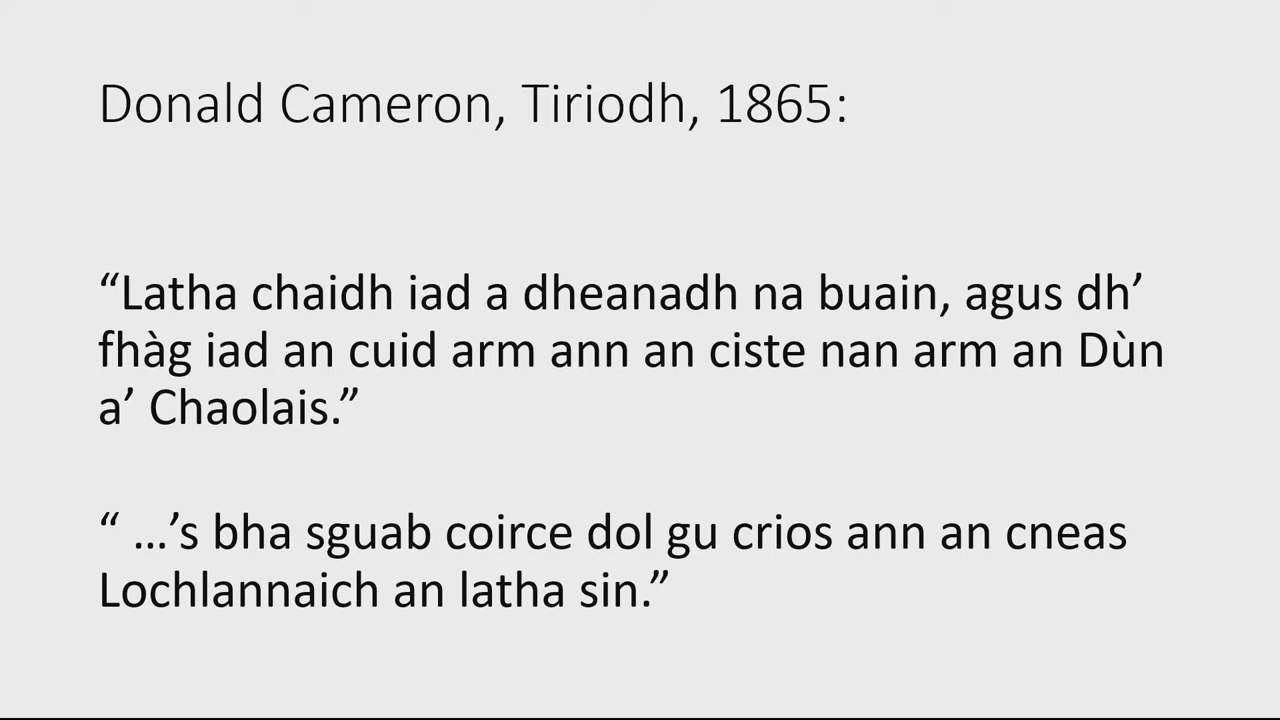 Donald Cameron, Tiriodh, 1865:
“Latha chaidh iad a dheanadh na buain, agus dh’
fhàg iad an cuid arm ann an ciste nan arm an Dùn
a’ Chaolais.”
“ …’s bha sguab coirce dol gu crios ann an cneas
Lochlannaich an latha sin.”